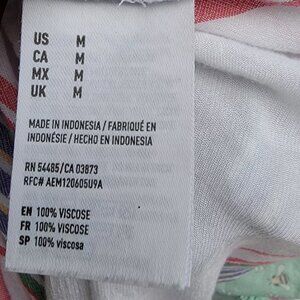 US M
CA M
MX M
UK M
MADE IN INDONESIA / FABRIQUÉ EN
INDONÉSIE / HECHO EN INDONESIA
RN 54485/CA 03873
RFC# AEM120605U9A
EN 100% VISCOSE
FR 100% VISCOSE
SP 100% viscosa